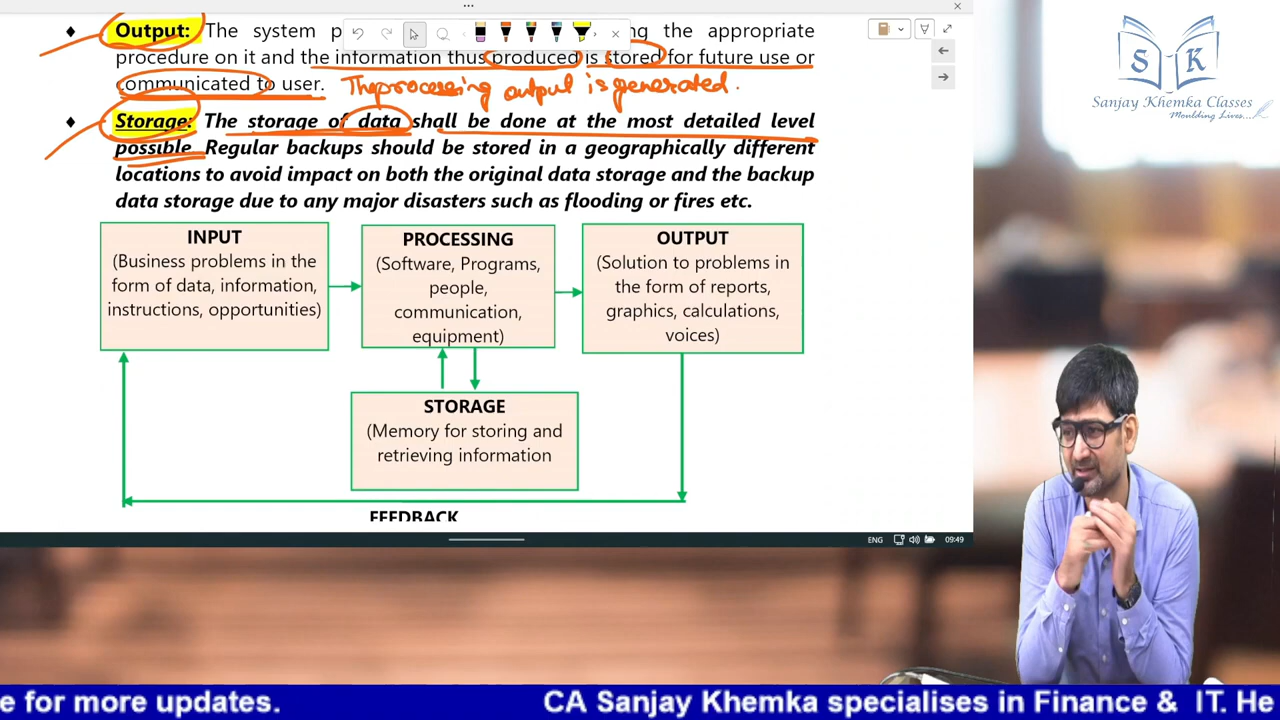 Output: The system p ng the appropriate
procedure on it and the information thus produced is stored for future use or
communicated to user. The processing output is generated.
Storage: The storage of data shall be done at the most detailed level
possible. Regular backups should be stored in a geographically different
locations to avoid impact on both the original data storage and the backup
data storage due to any major disasters such as flooding or fires etc.
INPUT
(Business problems in the
form of data, information,
instructions, opportunities)
PROCESSING
(Software, Programs,
people,
communication,
equipment)
OUTPUT
(Solution to problems in
the form of reports,
graphics, calculations,
voices)
STORAGE
(Memory for storing and
retrieving information
FEEDBACK
ENG 09:49
S K
Sanjay Khemka Classes
Moulding Lives...
e for more updates. CA Sanjay Khemka specialises in Finance & IT. He